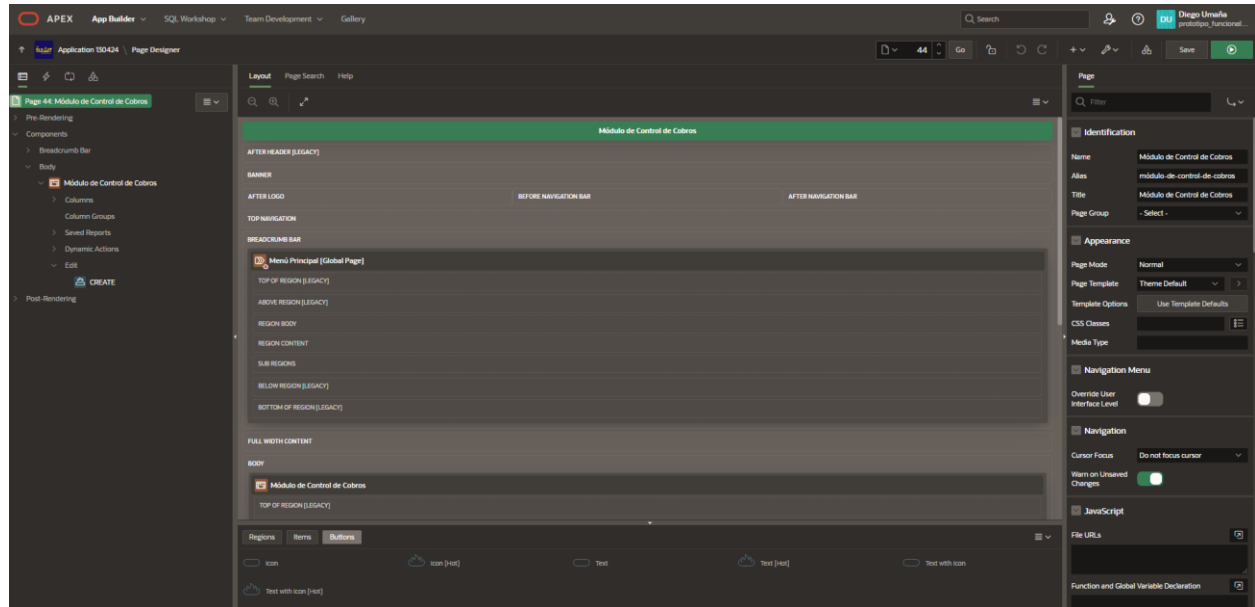 APEX App Builder SQL Workshop Team Development Gallery Search DU Diego Umaña
prototipo_funcional...
Application 130424 \ Page Designer 44 Go Save
Layout Page Search Help Page
Page 44: Módulo de Control de Cobros Filter
Pre-Rendering
Components
Breadcrumb Bar
Body
Módulo de Control de Cobros
Columns
Column Groups
Saved Reports
Dynamic Actions
Edit
CREATE
Post-Rendering
Módulo de Control de Cobros
AFTER HEADER [LEGACY]
BANNER
AFTER LOGO BEFORE NAVIGATION BAR AFTER NAVIGATION BAR
TOP NAVIGATION
BREADCRUMB BAR
Menú Principal [Global Page]
TOP OF REGION [LEGACY]
ABOVE REGION [LEGACY]
REGION BODY
REGION CONTENT
SUB REGIONS
BELOW REGION [LEGACY]
BOTTOM OF REGION [LEGACY]
FULL WIDTH CONTENT
BODY
Módulo de Control de Cobros
TOP OF REGION [LEGACY]
Regions Items Buttons
Icon Icon [Hot] Text Text [Hot] Text with Icon
Text with Icon [Hot]
Identification
Name Módulo de Control de Cobros
Alias módulo-de-control-de-cobros
Title Módulo de Control de Cobros
Page Group - Select -
Appearance
Page Mode Normal
Page Template Theme Default
Template Options Use Template Defaults
CSS Classes
Media Type
Navigation Menu
Override User
Interface Level
Navigation
Cursor Focus Do not focus cursor
Warn on Unsaved
Changes
JavaScript
File URLs
Function and Global Variable Declaration